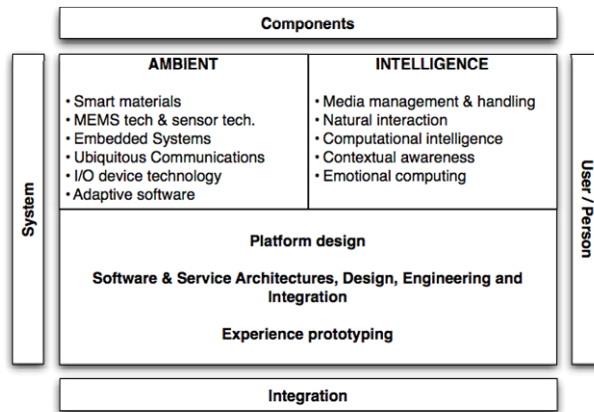 Components
System
AMBIENT
• Smart materials
• MEMS tech & sensor tech.
• Embedded Systems
• Ubiquitous Communications
• I/O device technology
• Adaptive software
INTELLIGENCE
• Media management & handling
• Natural interaction
• Computational intelligence
• Contextual awareness
• Emotional computing
User / Person
Platform design
Software & Service Architectures, Design, Engineering and
Integration
Experience prototyping
Integration